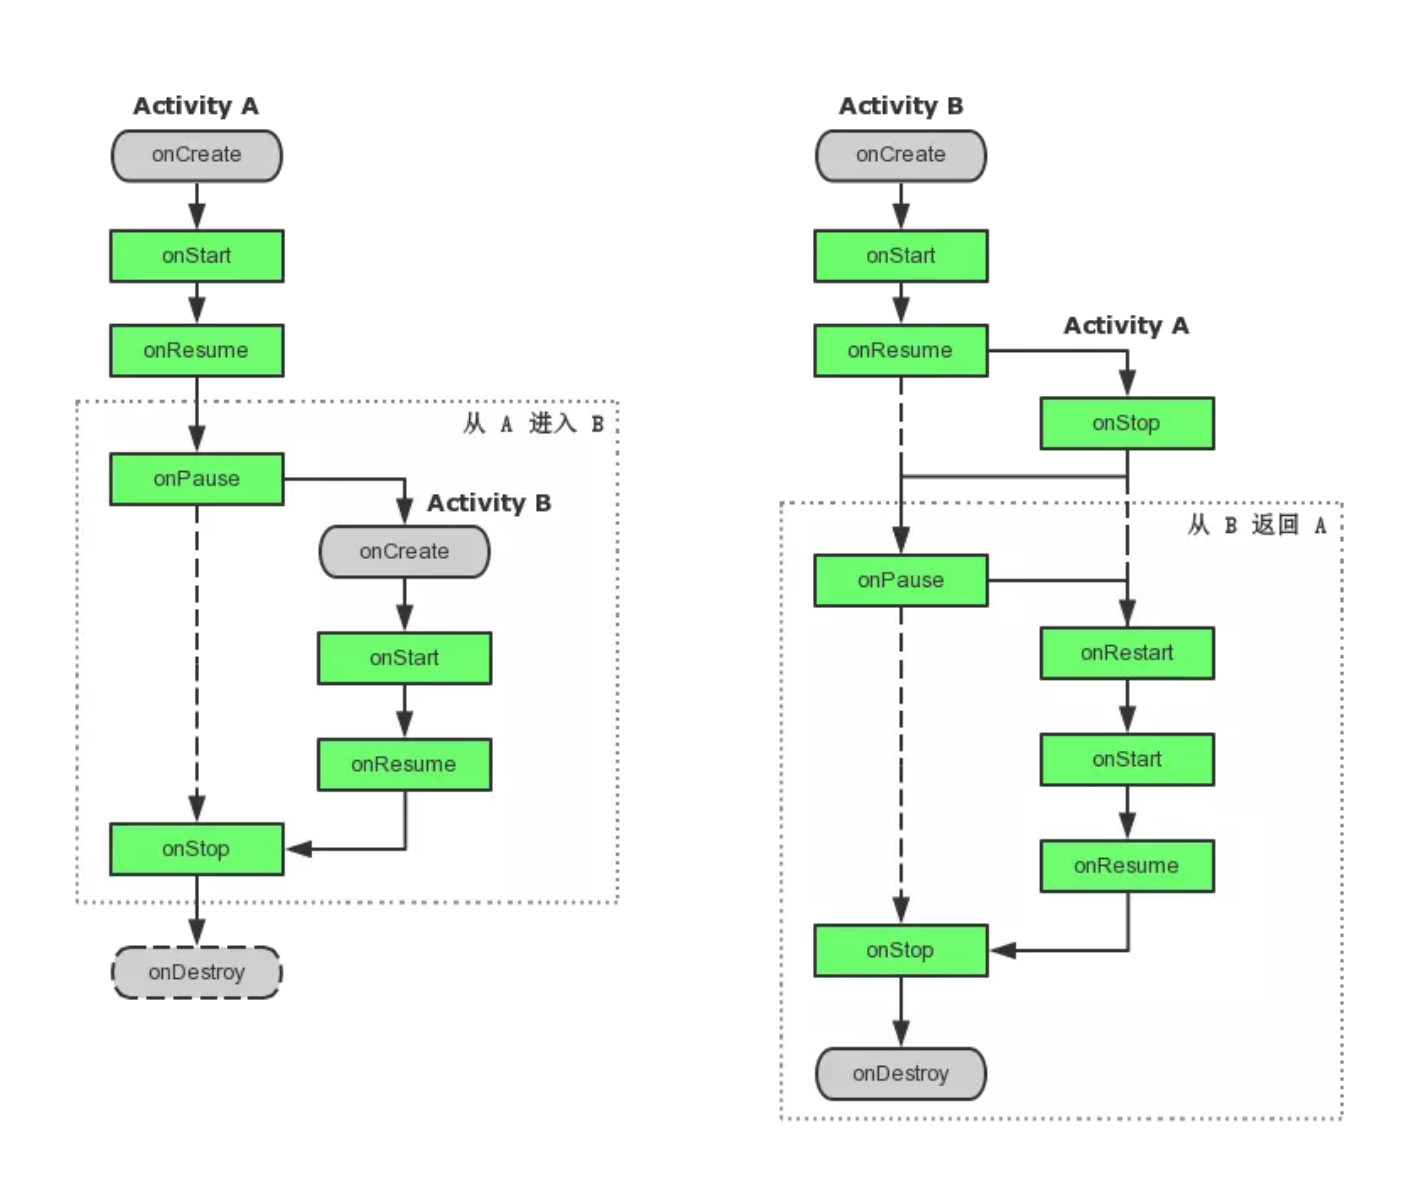 Activity A
onCreate
onStart
onResume
从 A 进入 B
onPause
Activity B
onCreate
onStart
onResume
onStop
onDestroy
Activity B
onCreate
onStart
onResume
Activity A
onStop
从 B 返回 A
onPause
onRestart
onStart
onResume
onStop
onDestroy